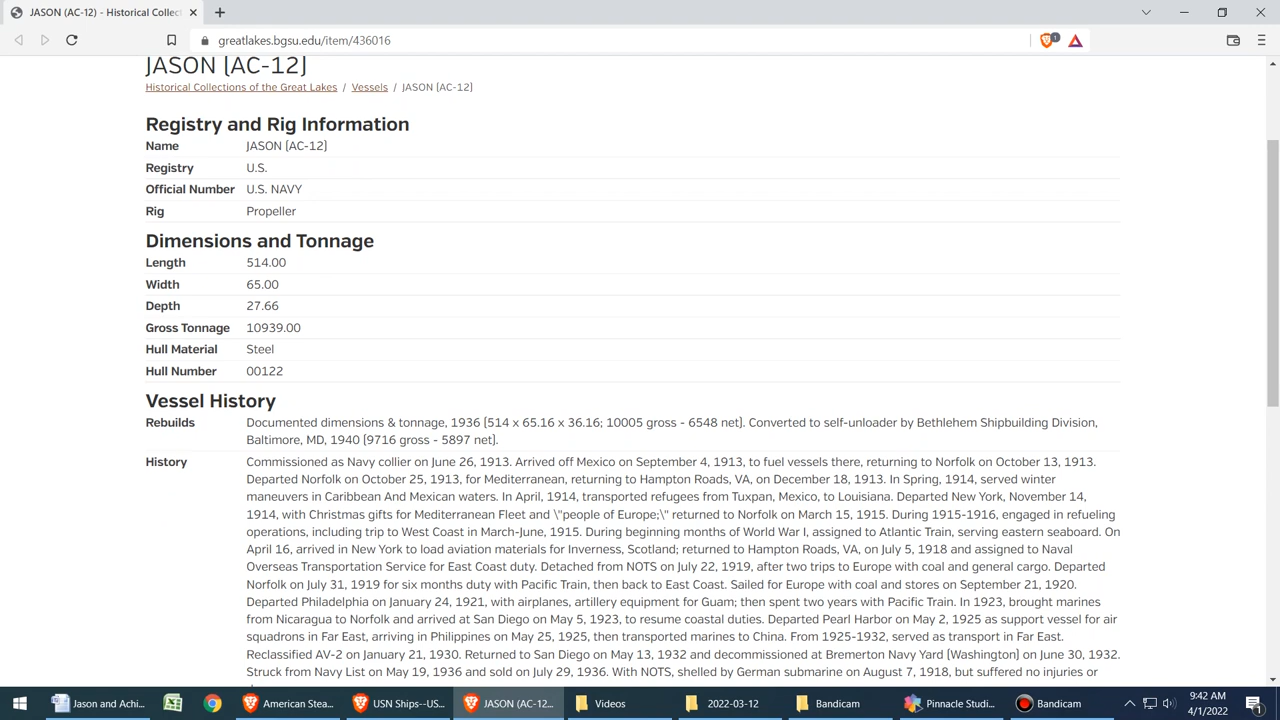 JASON (AC-12) - Historical Collect
greatlakes.bgsu.edu/item/436016
1
JASON (AC-12)
Historical Collections of the Great Lakes / Vessels / JASON (AC-12)
Registry and Rig Information
Name JASON (AC-12)
Registry U.S.
Official Number U.S. NAVY
Rig Propeller
Dimensions and Tonnage
Length 514.00
Width 65.00
Depth 27.66
Gross Tonnage 10939.00
Hull Material Steel
Hull Number 00122
Vessel History
Rebuilds Documented dimensions & tonnage, 1936 (514 x 65.16 x 36.16; 10005 gross - 6548 net). Converted to self-unloader by Bethlehem Shipbuilding Division,
Baltimore, MD, 1940 (9716 gross - 5897 net).
History Commissioned as Navy collier on June 26, 1913. Arrived off Mexico on September 4, 1913, to fuel vessels there, returning to Norfolk on October 13, 1913.
Departed Norfolk on October 25, 1913, for Mediterranean, returning to Hampton Roads, VA, on December 18, 1913. In Spring, 1914, served winter
maneuvers in Caribbean And Mexican waters. In April, 1914, transported refugees from Tuxpan, Mexico, to Louisiana. Departed New York, November 14,
1914, with Christmas gifts for Mediterranean Fleet and \"people of Europe;\" returned to Norfolk on March 15, 1915. During 1915-1916, engaged in refueling
operations, including trip to West Coast in March-June, 1915. During beginning months of World War I, assigned to Atlantic Train, serving eastern seaboard. On
April 16, arrived in New York to load aviation materials for Inverness, Scotland; returned to Hampton Roads, VA, on July 5, 1918 and assigned to Naval
Overseas Transportation Service for East Coast duty. Detached from NOTS on July 22, 1919, after two trips to Europe with coal and general cargo. Departed
Norfolk on July 31, 1919 for six months duty with Pacific Train, then back to East Coast. Sailed for Europe with coal and stores on September 21, 1920.
Departed Philadelphia on January 24, 1921, with airplanes, artillery equipment for Guam; then spent two years with Pacific Train. In 1923, brought marines
from Nicaragua to Norfolk and arrived at San Diego on May 5, 1923, to resume coastal duties. Departed Pearl Harbor on May 2, 1925 as support vessel for air
squadrons in Far East, arriving in Philippines on May 25, 1925, then transported marines to China. From 1925-1932, served as transport in Far East.
Reclassified AV-2 on January 21, 1930. Returned to San Diego on May 13, 1932 and decommissioned at Bremerton Navy Yard (Washington) on June 30, 1932.
Struck from Navy List on May 19, 1936 and sold on July 29, 1936. With NOTS, shelled by German submarine on August 7, 1918, but suffered no injuries or
Jason and Achi... American Stea... USN Ships--US... JASON (AC-12... Videos 2022-03-12 Bandicam Pinnacle Studi... Bandicam
9:42 AM
4/1/2022
1